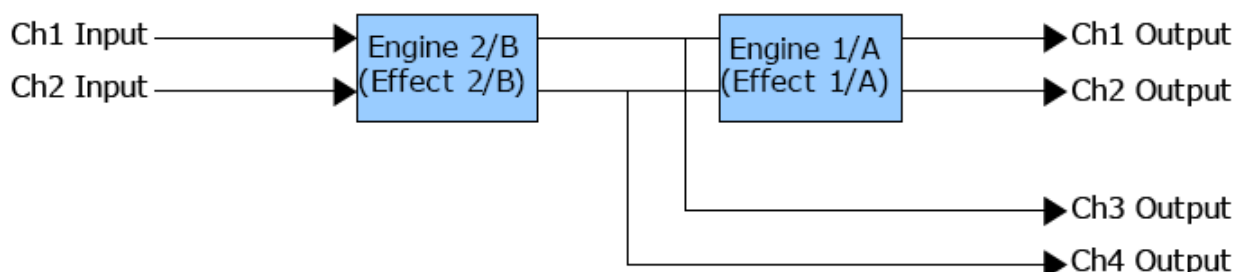 Ch1 Input
Ch2 Input
Engine 2/B
(Effect 2/B)
Engine 1/A
(Effect 1/A)
Ch1 Output
Ch2 Output
Ch3 Output
Ch4 Output